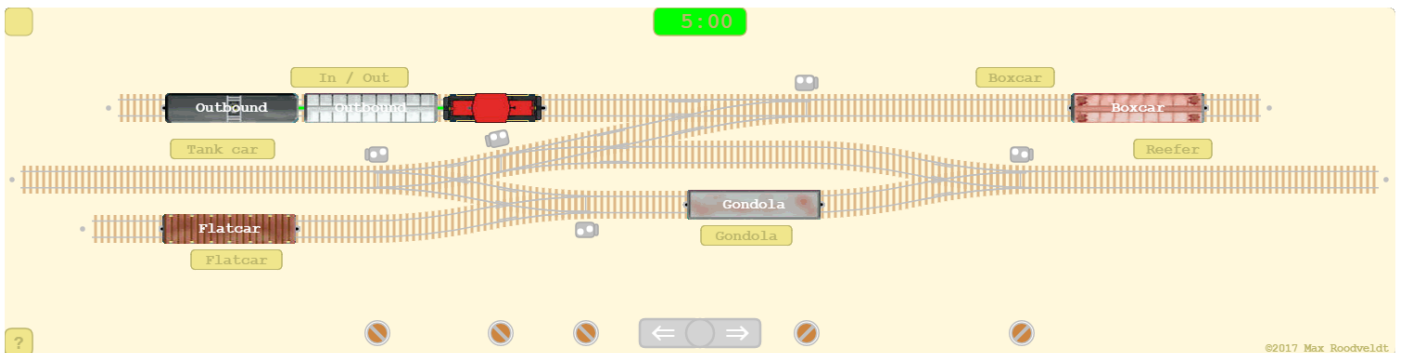 5:00
In / Out
Boxcar
Outbound
Outbound
Boxcar
Tank car
Reefer
Gondola
Flatcar
Gondola
Flatcar
?
⇐ ⇒
©2017 Max Roodveldt